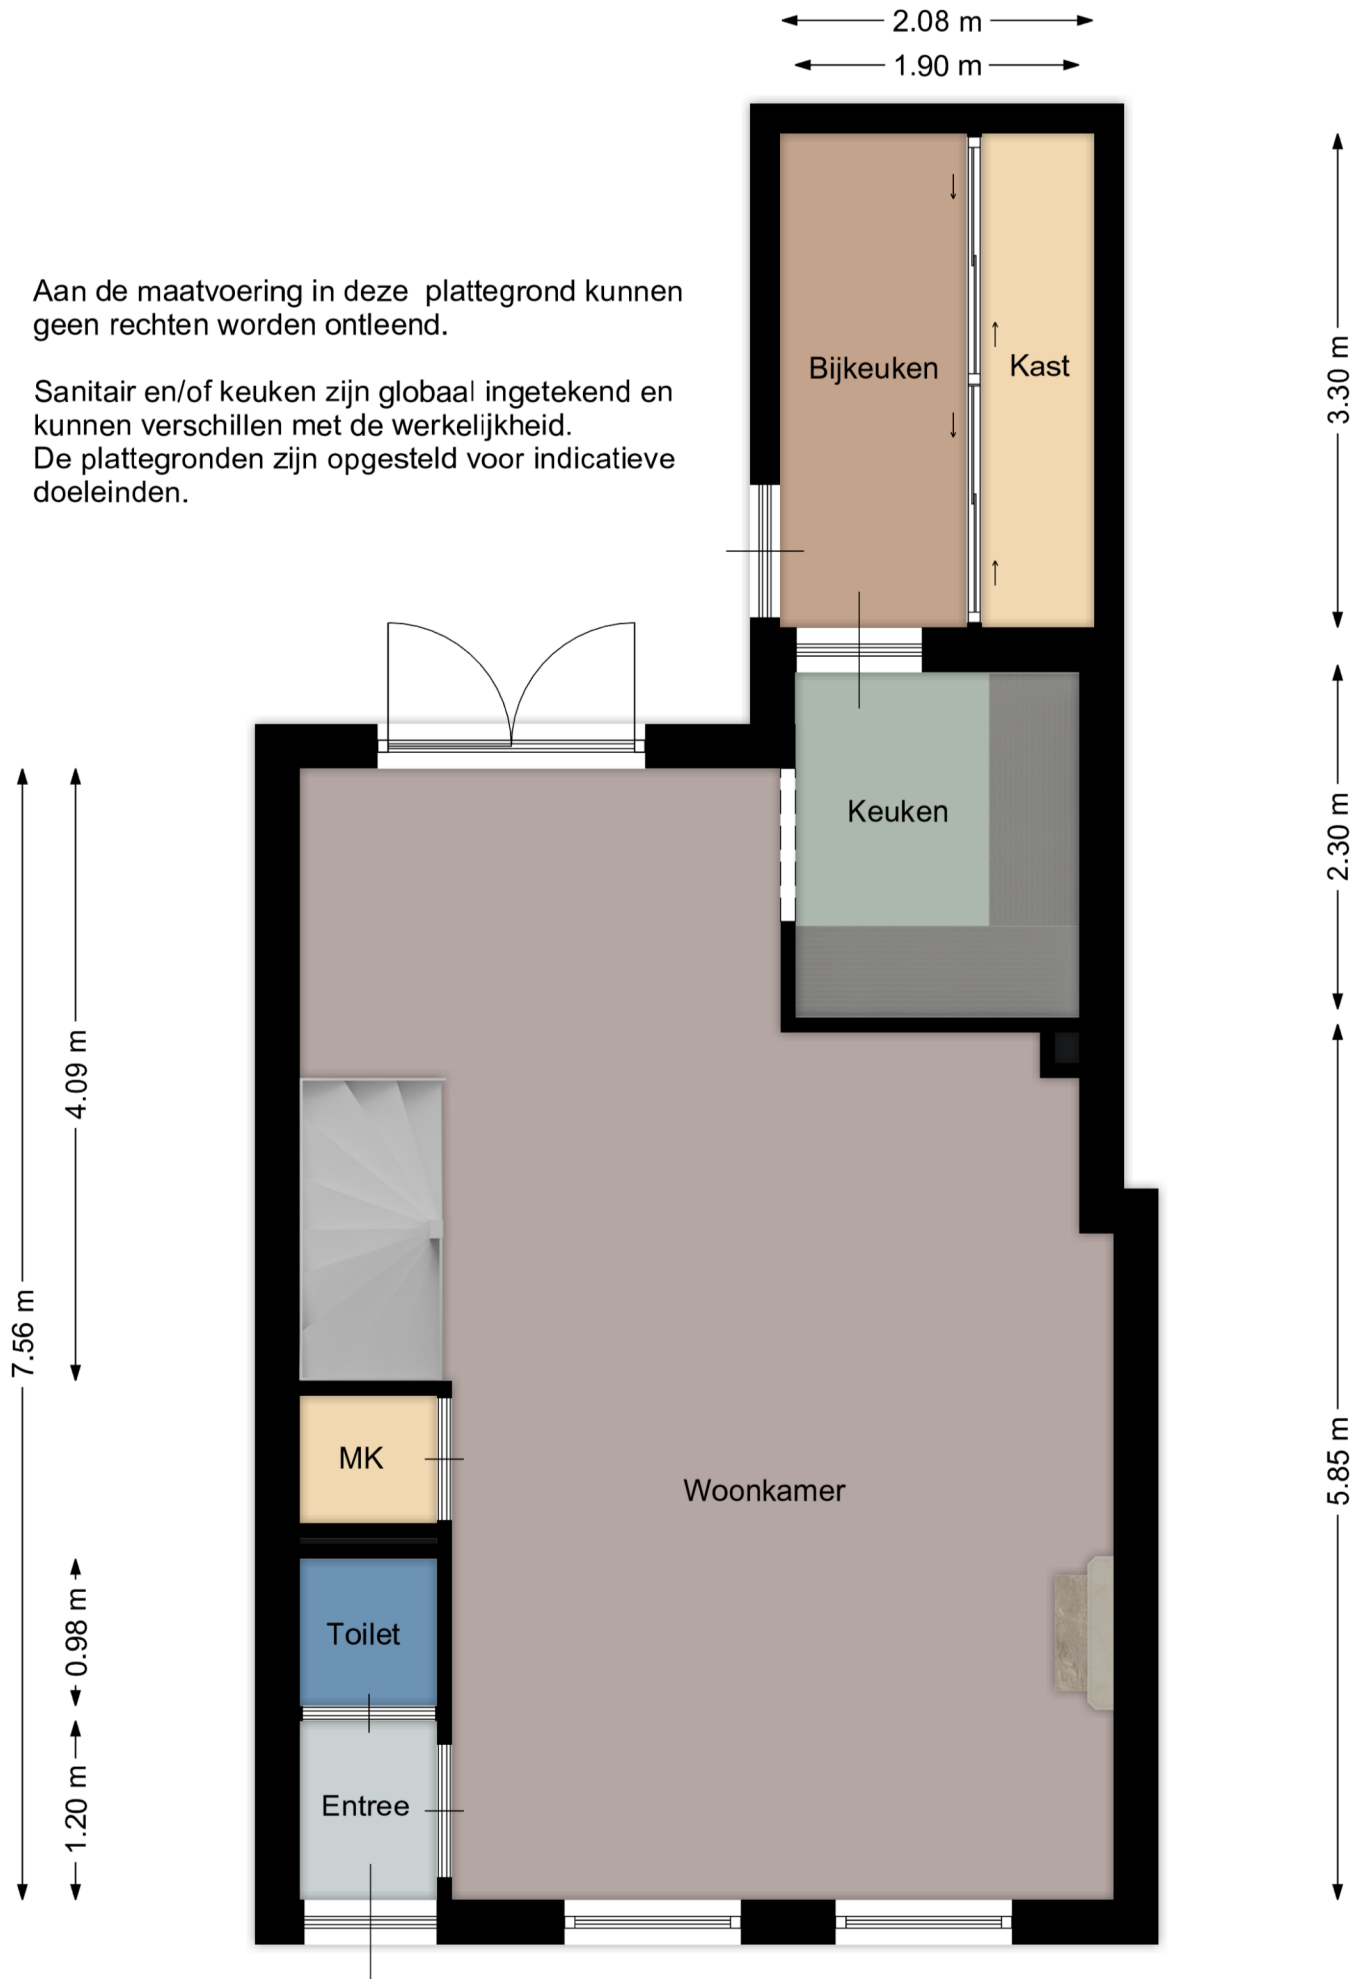 2.08 m
1.90 m
Aan de maatvoering in deze plattegrond kunnen
geen rechten worden ontleend.
Sanitair en/of keuken zijn globaal ingetekend en
kunnen verschillen met de werkelijkheid.
De plattegronden zijn opgesteld voor indicatieve
doeleinden.
Bijkeuken
Kast
3.30 m
Keuken
2.30 m
4.09 m
7.56 m
MK
Woonkamer
5.85 m
Toilet
0.98 m
Entree
1.20 m